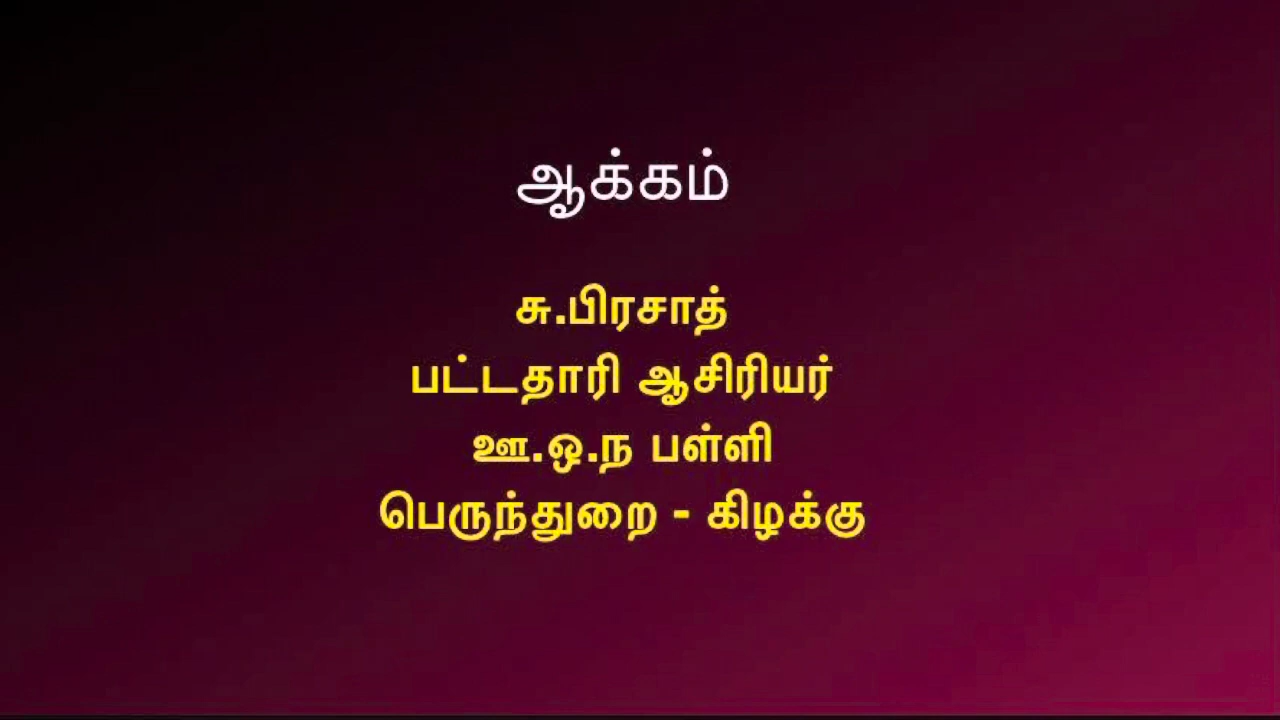 ஆக்கம்
சு.பிரசாத்
பட்டதாரி ஆசிரியர்
ஊ.ஒ.ந பள்ளி
பெருந்துறை - கிழக்கு